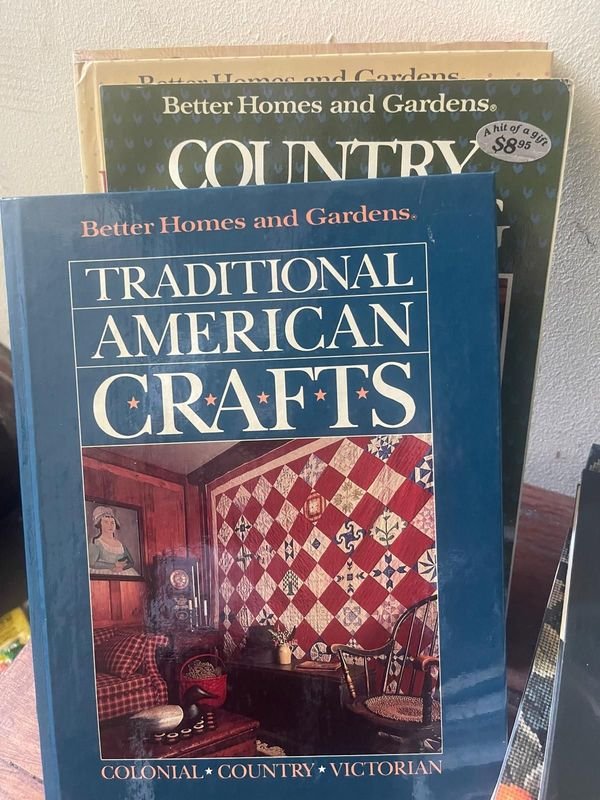 Better Homes and Gardens
Better Homes and Gardens®
COUNTRY
A hit of a gift
$8.95
Better Homes and Gardens®
TRADITIONAL
AMERICAN
C★R★A★F★T★S
COLONIAL★COUNTRY★VICTORIAN